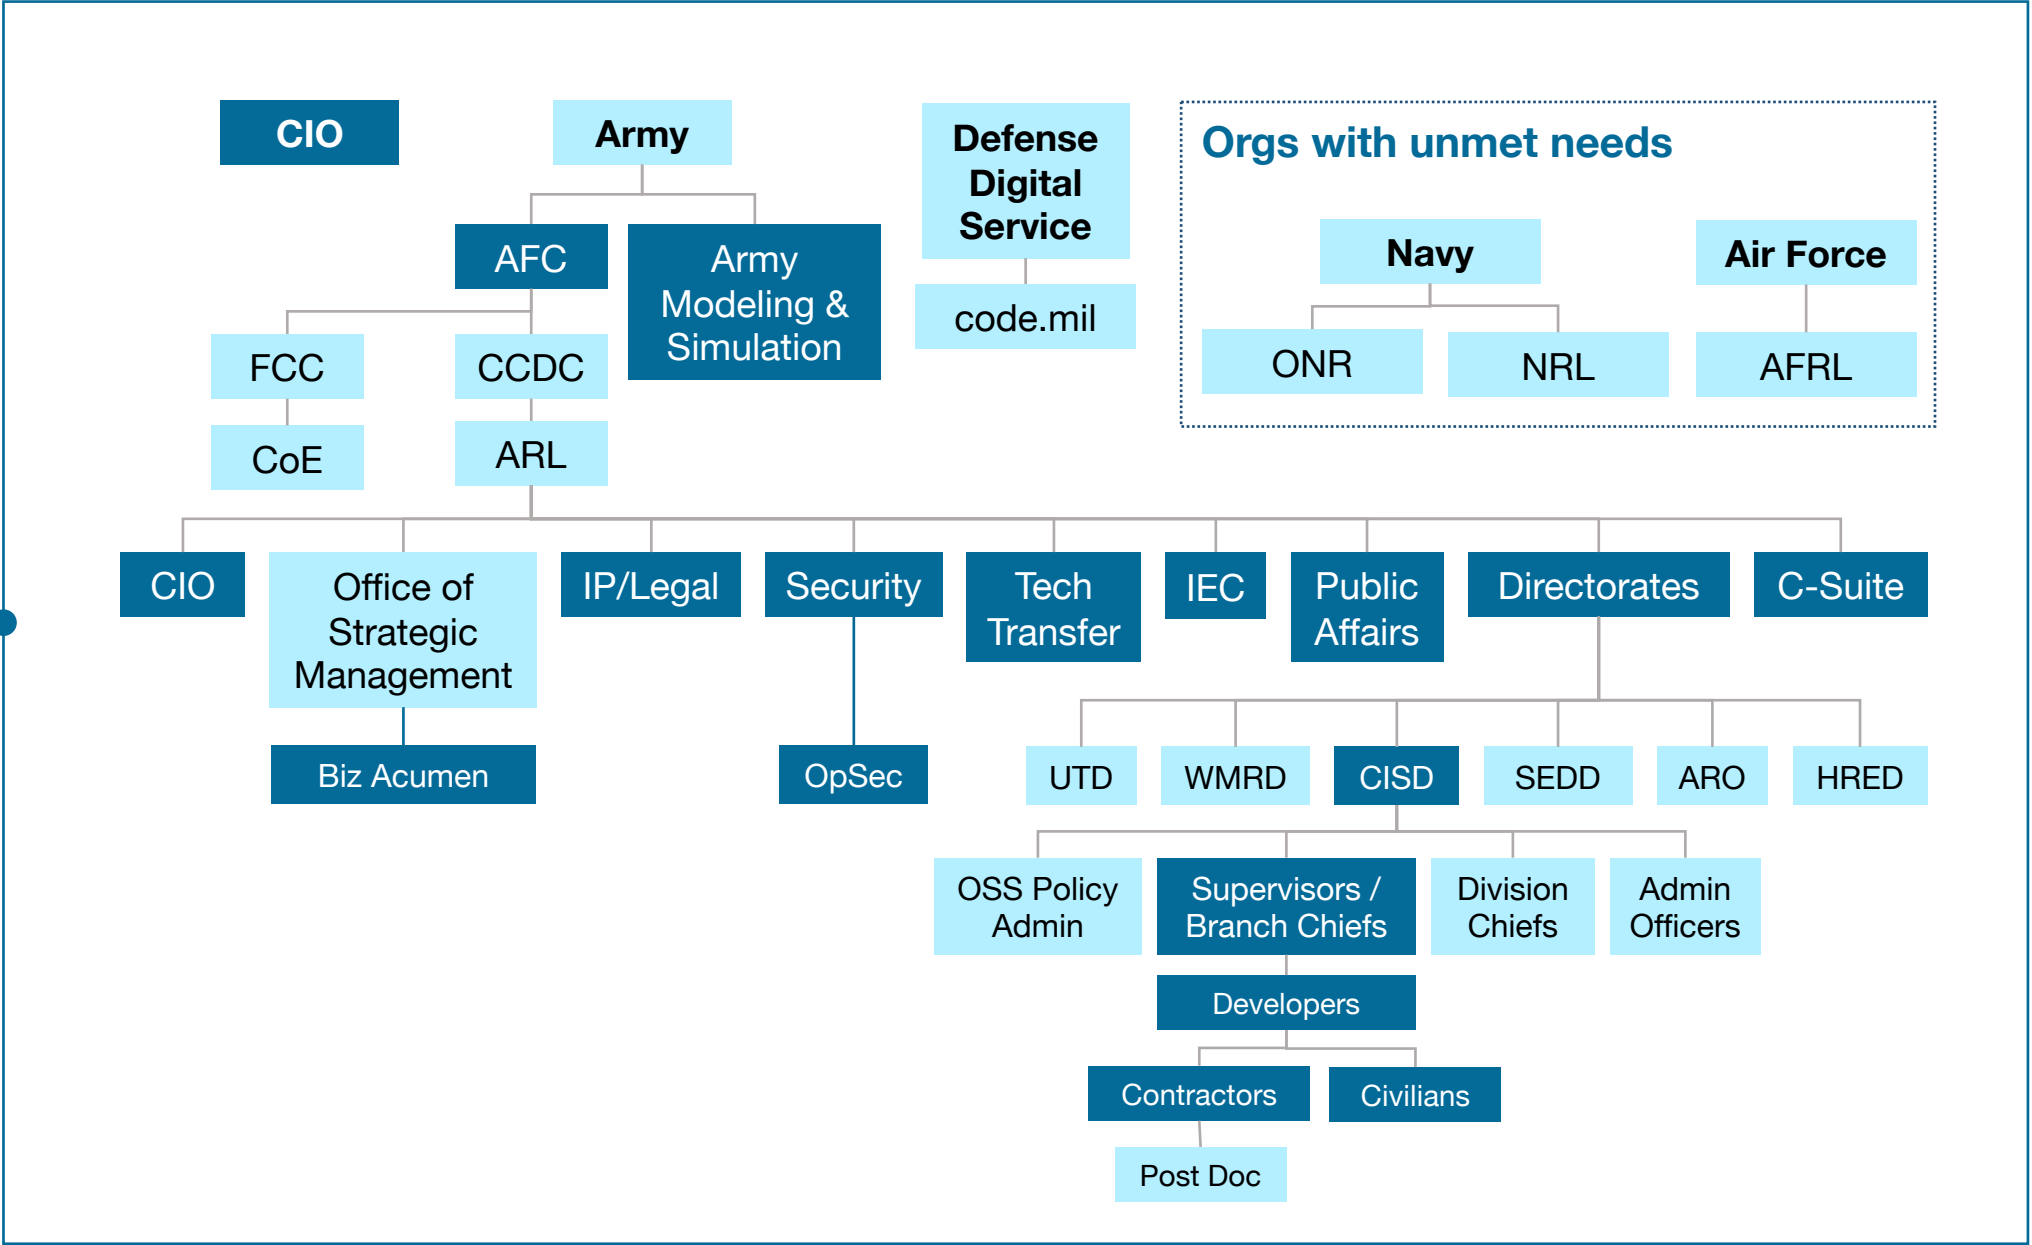 CIO
Army
Defense
Digital
Service
Orgs with unmet needs
AFC
Army
Modeling &
Simulation
code.mil
Navy
Air Force
FCC
CCDC
ONR
NRL
AFRL
CoE
ARL
CIO
Office of
Strategic
Management
IP/Legal
Security
Tech
Transfer
IEC
Public
Affairs
Directorates
C-Suite
Biz Acumen
OpSec
UTD
WMRD
CISD
SEDD
ARO
HRED
OSS Policy
Admin
Supervisors /
Branch Chiefs
Division
Chiefs
Admin
Officers
Developers
Contractors
Civilians
Post Doc